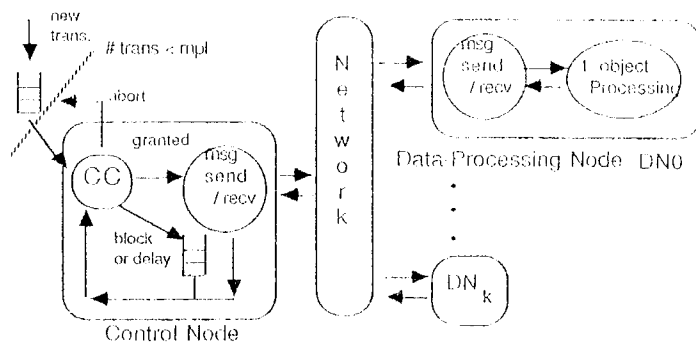 new
trans.
# trans < mpl
abort
granted
CC
msg
send
/ recv
block
or delay
Control Node
N
e
t
w
o
r
k
msg
send
/ recv
1 object
Processing
Data-Processing Node DN0
DN k